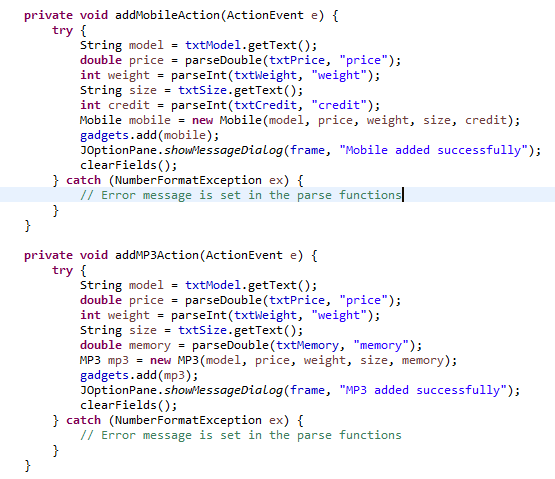 private void addMobileAction(ActionEvent e) {
    try {
        String model = txtModel.getText();
        double price = parseDouble(txtPrice, "price");
        int weight = parseInt(txtWeight, "weight");
        String size = txtSize.getText();
        int credit = parseInt(txtCredit, "credit");
        Mobile mobile = new Mobile(model, price, weight, size, credit);
        gadgets.add(mobile);
        JOptionPane.showMessageDialog(frame, "Mobile added successfully");
        clearFields();
    } catch (NumberFormatException ex) {
        // Error message is set in the parse functions
    }
}

private void addMP3Action(ActionEvent e) {
    try {
        String model = txtModel.getText();
        double price = parseDouble(txtPrice, "price");
        int weight = parseInt(txtWeight, "weight");
        String size = txtSize.getText();
        double memory = parseDouble(txtMemory, "memory");
        MP3 mp3 = new MP3(model, price, weight, size, memory);
        gadgets.add(mp3);
        JOptionPane.showMessageDialog(frame, "MP3 added successfully");
        clearFields();
    } catch (NumberFormatException ex) {
        // Error message is set in the parse functions
    }
}